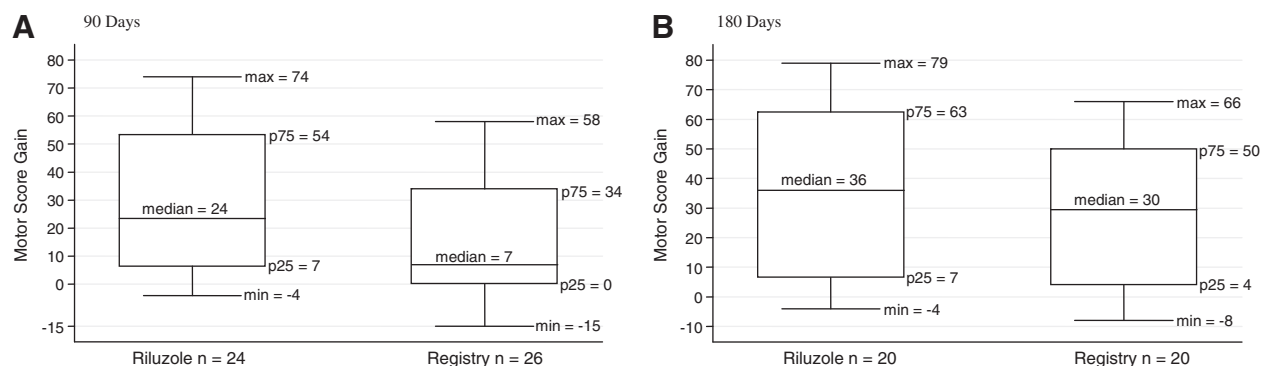 A
90 Days
Motor Score Gain
80
70
60
50
40
30
20
10
0
-15
max = 74
p75 = 54
median = 24
p25 = 7
min = -4
max = 58
p75 = 34
median = 7
p25 = 0
min = -15
Riluzole n = 24
Registry n = 26
B
180 Days
Motor Score Gain
80
70
60
50
40
30
20
10
0
-10
max = 79
p75 = 63
median = 36
p25 = 7
min = -4
max = 66
p75 = 50
median = 30
p25 = 4
min = -8
Riluzole n = 20
Registry n = 20